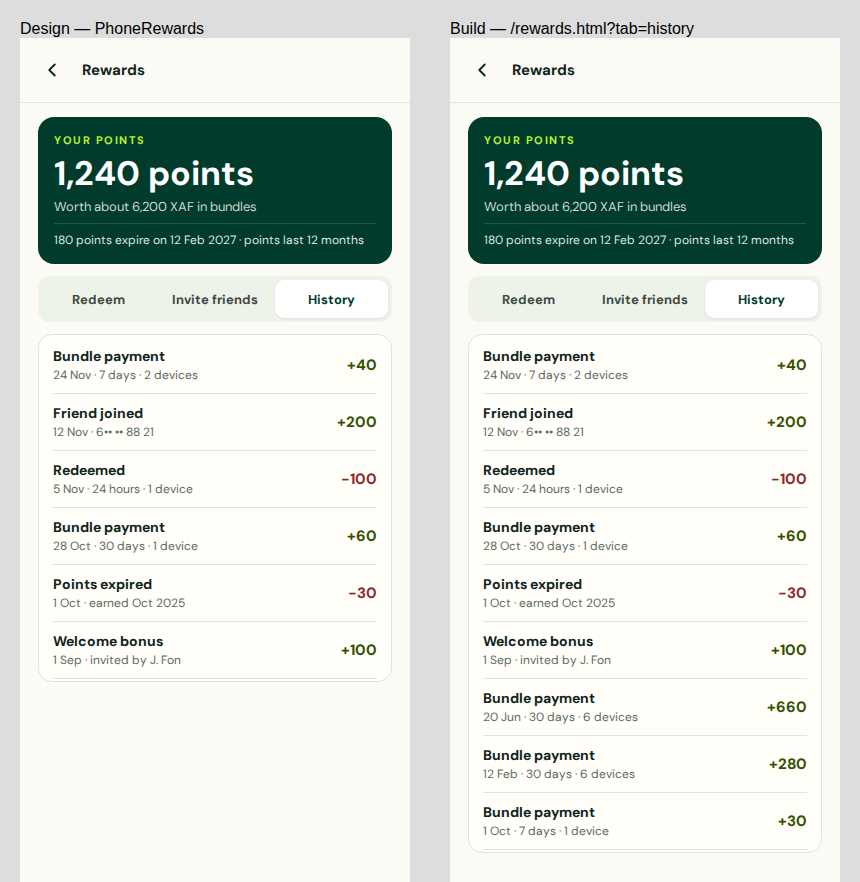 Design — PhoneRewards
Rewards
YOUR POINTS
1,240 points
Worth about 6,200 XAF in bundles
180 points expire on 12 Feb 2027 · points last 12 months
Redeem Invite friends History
Bundle payment
24 Nov · 7 days · 2 devices
+40
Friend joined
12 Nov · 6•• •• 88 21
+200
Redeemed
5 Nov · 24 hours · 1 device
−100
Bundle payment
28 Oct · 30 days · 1 device
+60
Points expired
1 Oct · earned Oct 2025
−30
Welcome bonus
1 Sep · invited by J. Fon
+100
Build — /rewards.html?tab=history
Rewards
YOUR POINTS
1,240 points
Worth about 6,200 XAF in bundles
180 points expire on 12 Feb 2027 · points last 12 months
Redeem Invite friends History
Bundle payment
24 Nov · 7 days · 2 devices
+40
Friend joined
12 Nov · 6•• •• 88 21
+200
Redeemed
5 Nov · 24 hours · 1 device
−100
Bundle payment
28 Oct · 30 days · 1 device
+60
Points expired
1 Oct · earned Oct 2025
−30
Welcome bonus
1 Sep · invited by J. Fon
+100
Bundle payment
20 Jun · 30 days · 6 devices
+660
Bundle payment
12 Feb · 30 days · 6 devices
+280
Bundle payment
1 Oct · 7 days · 1 device
+30